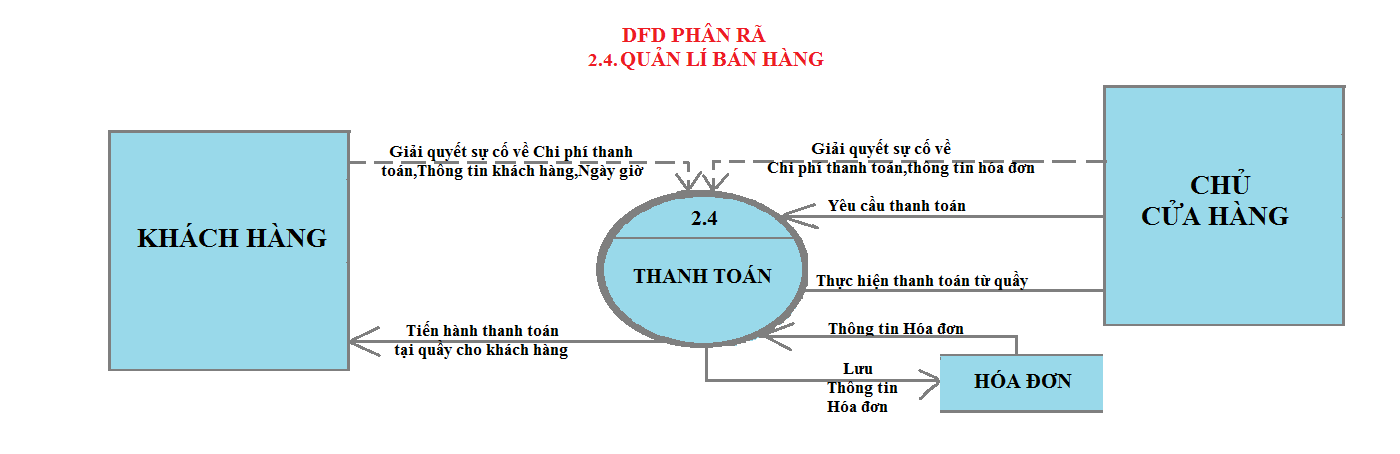 DFD PHÂN RÃ
2.4.QUẢN LÍ BÁN HÀNG
KHÁCH HÀNG
Giải quyết sự cố về Chi phí thanh
toán,Thông tin khách hàng,Ngày giờ
Giải quyết sự cố về
Chi phí thanh toán,thông tin hóa đơn
CHỦ
CỬA HÀNG
Yêu cầu thanh toán
2.4
THANH TOÁN
Thực hiện thanh toán từ quầy
Tiến hành thanh toán
tại quầy cho khách hàng
Thông tin Hóa đơn
Lưu
Thông tin
Hóa đơn
HÓA ĐƠN